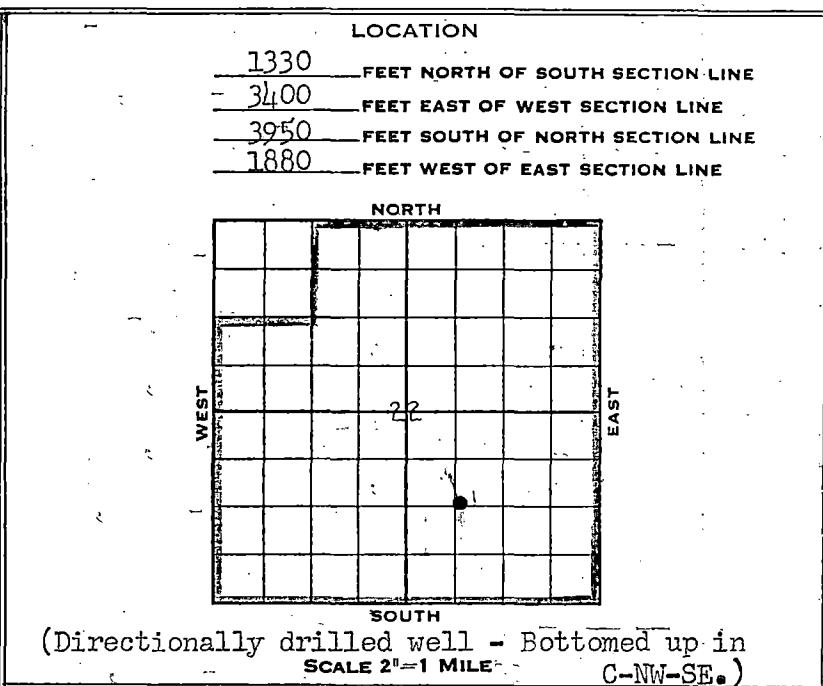 LOCATION
1330 FEET NORTH OF SOUTH SECTION LINE
3400 FEET EAST OF WEST SECTION LINE
3950 FEET SOUTH OF NORTH SECTION LINE
1880 FEET WEST OF EAST SECTION LINE
NORTH
WEST
22
EAST
1
SOUTH
(Directionally drilled well - Bottomed up in
SCALE 2"=1 MILE C-NW-SE.)